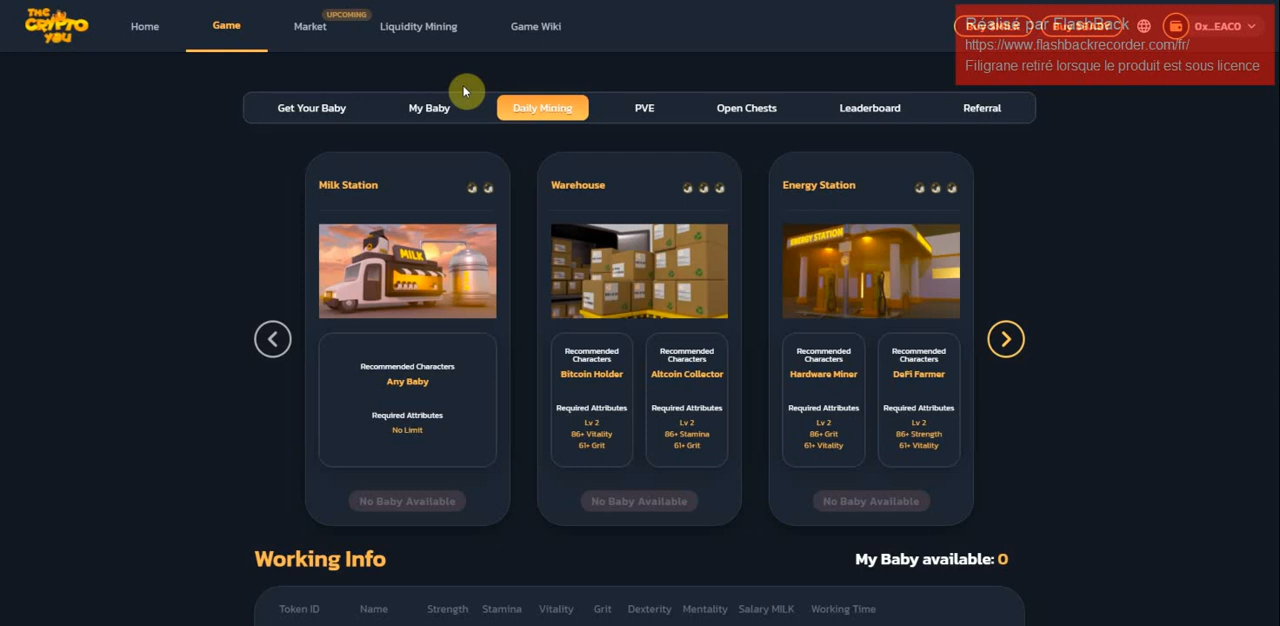 THE CRYPTO YOU
Home
Game
Market
UPCOMING
Liquidity Mining
Game Wiki
0x...EAC0
Réalisé par FlashBack
https://www.flashbackrecorder.com/fr/
Filigrane retiré lorsque le produit est sous licence
Get Your Baby
My Baby
Daily Mining
PVE
Open Chests
Leaderboard
Referral
Milk Station
MILK
Recommended Characters
Any Baby
Required Attributes
No Limit
No Baby Available
Warehouse
Recommended
Characters
Bitcoin Holder
Required Attributes
Lv 2
86+ Vitality
61+ Grit
Recommended
Characters
Altcoin Collector
Required Attributes
Lv 2
86+ Stamina
61+ Grit
No Baby Available
Energy Station
ENERGY STATION
Recommended
Characters
Hardware Miner
Required Attributes
Lv 2
86+ Grit
61+ Vitality
Recommended
Characters
DeFi Farmer
Required Attributes
Lv 2
86+ Strength
61+ Vitality
No Baby Available
Working Info
My Baby available: 0
Token ID Name Strength Stamina Vitality Grit Dexterity Mentality Salary MILK Working Time